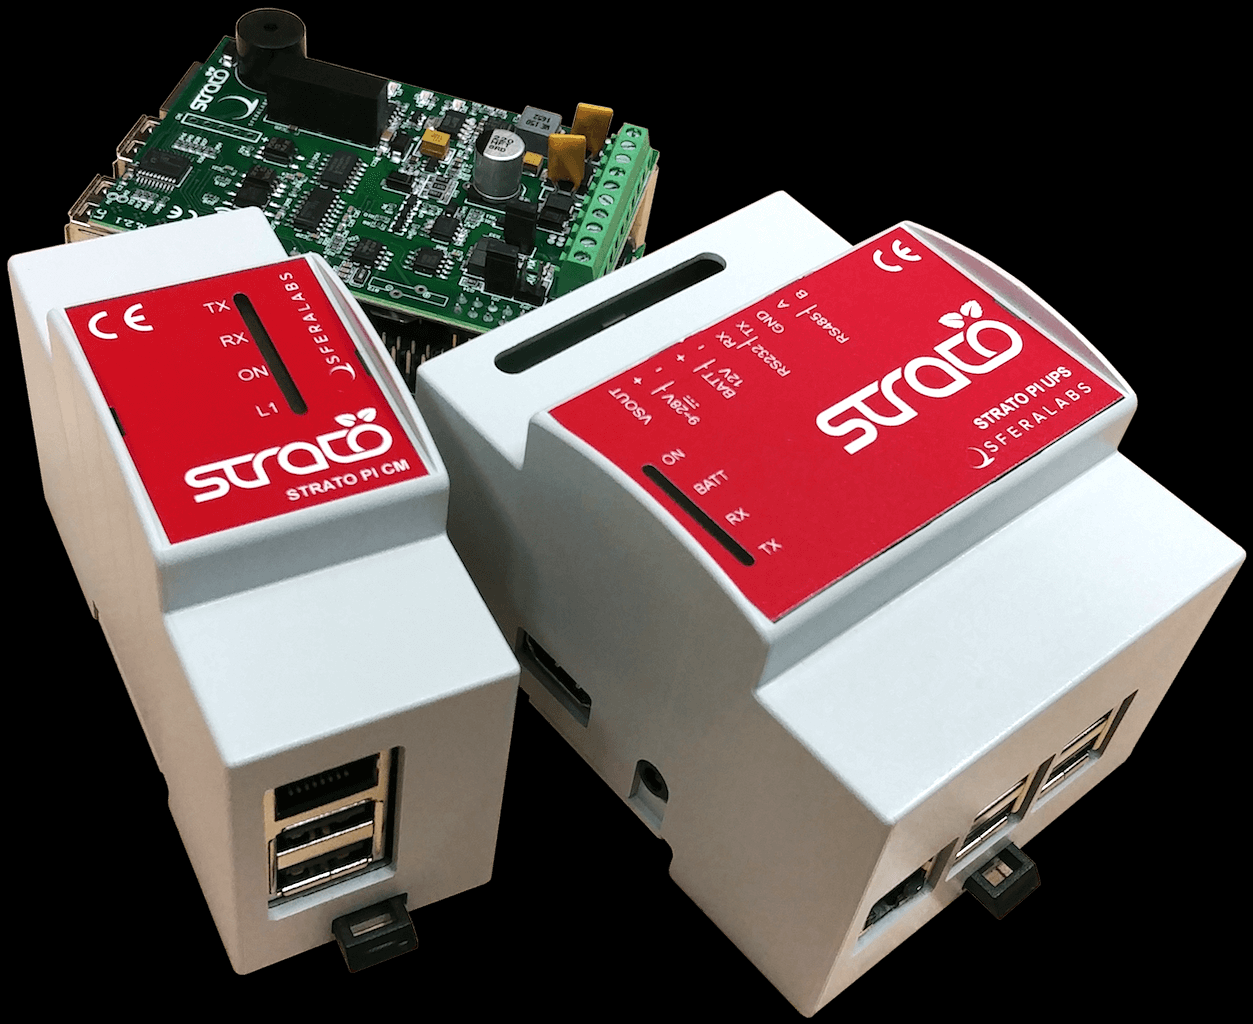 strato
SFERALABS
CE
TX
RX
ON
L1
SFERALABS
strato
STRATO PI CM
CE
VSOUT + -
9-28V
BATT + -
12V
RS232 RX TX GND
RS485 A B
strato
STRATO PI UPS
SFERALABS
ON
BATT
RX
TX